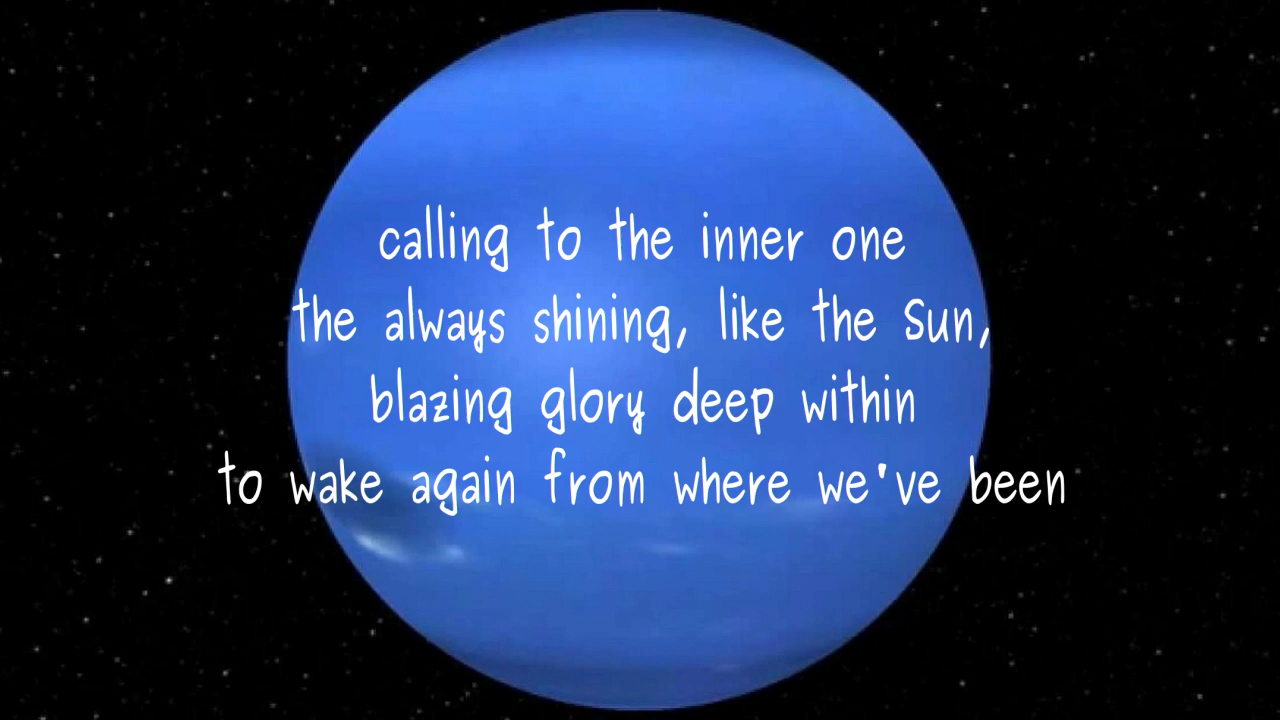 calling to the inner one
the always shining, like the Sun,
blazing glory deep within
to wake again from where we've been